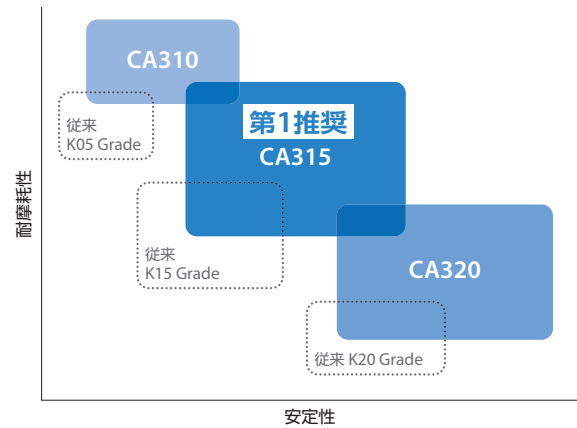 CA310
従来
K05 Grade
第1推奨
CA315
従来
K15 Grade
CA320
従来 K20 Grade
耐摩耗性
安定性